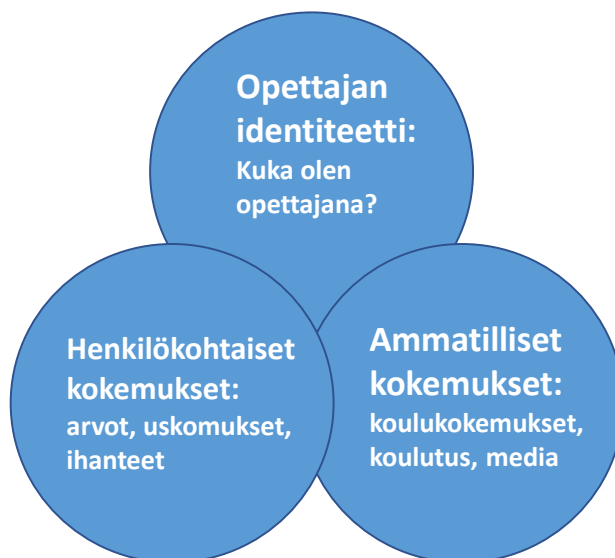 Opettajan
identiteetti:
Kuka olen
opettajana?
Henkilökohtaiset
kokemukset:
arvot, uskomukset,
ihanteet
Ammatilliset
kokemukset:
koulukokemukset,
koulutus, media